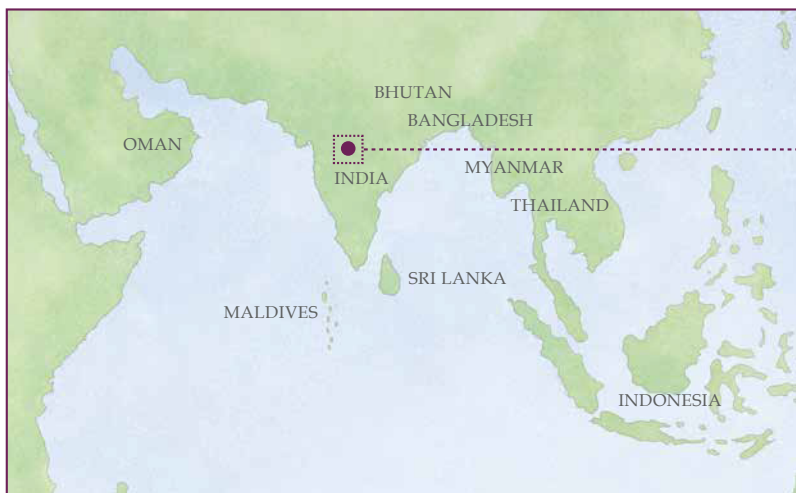 BHUTAN
BANGLADESH
OMAN
MYANMAR
INDIA
THAILAND
SRI LANKA
MALDIVES
INDONESIA